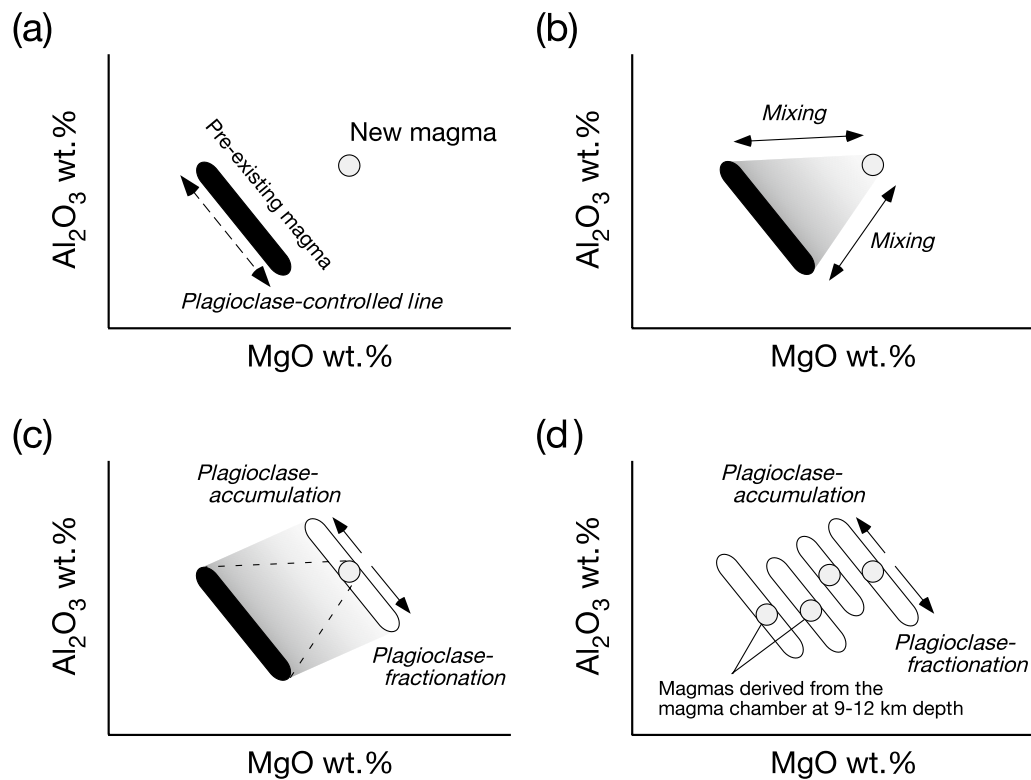 (a)
Al2O3 wt.%
Pre-existing magma
New magma
Plagioclase-controlled line
MgO wt.%
(b)
Al2O3 wt.%
Mixing
Mixing
MgO wt.%
(c)
Al2O3 wt.%
Plagioclase-
accumulation
Plagioclase-
fractionation
MgO wt.%
(d)
Al2O3 wt.%
Plagioclase-
accumulation
Plagioclase-
fractionation
Magmas derived from the
magma chamber at 9-12 km depth
MgO wt.%